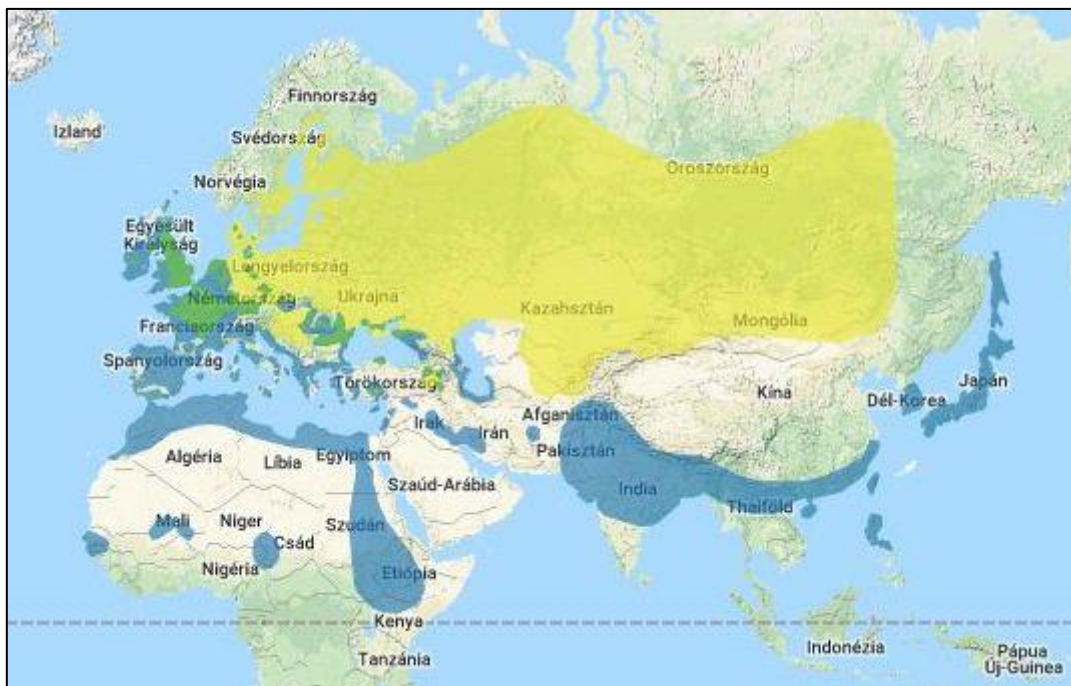 Finnország
Izland
Svédország
Oroszország
Norvégia
Egyesült
Királyság
Lengyelország
Németország
Ukrajna
Kazahsztán
Mongólia
Franciaország
Spanyolország
Törökország
Kína
Japán
Dél-Korea
Afganisztán
Irak
Irán
Pakisztán
Algéria
Líbia
Egyiptom
Szaúd-Arábia
India
Thaiföld
Mali
Niger
Szudán
Csád
Nigéria
Etiópia
Kenya
Indonézia
Tanzánia
Pápua
Új-Guinea